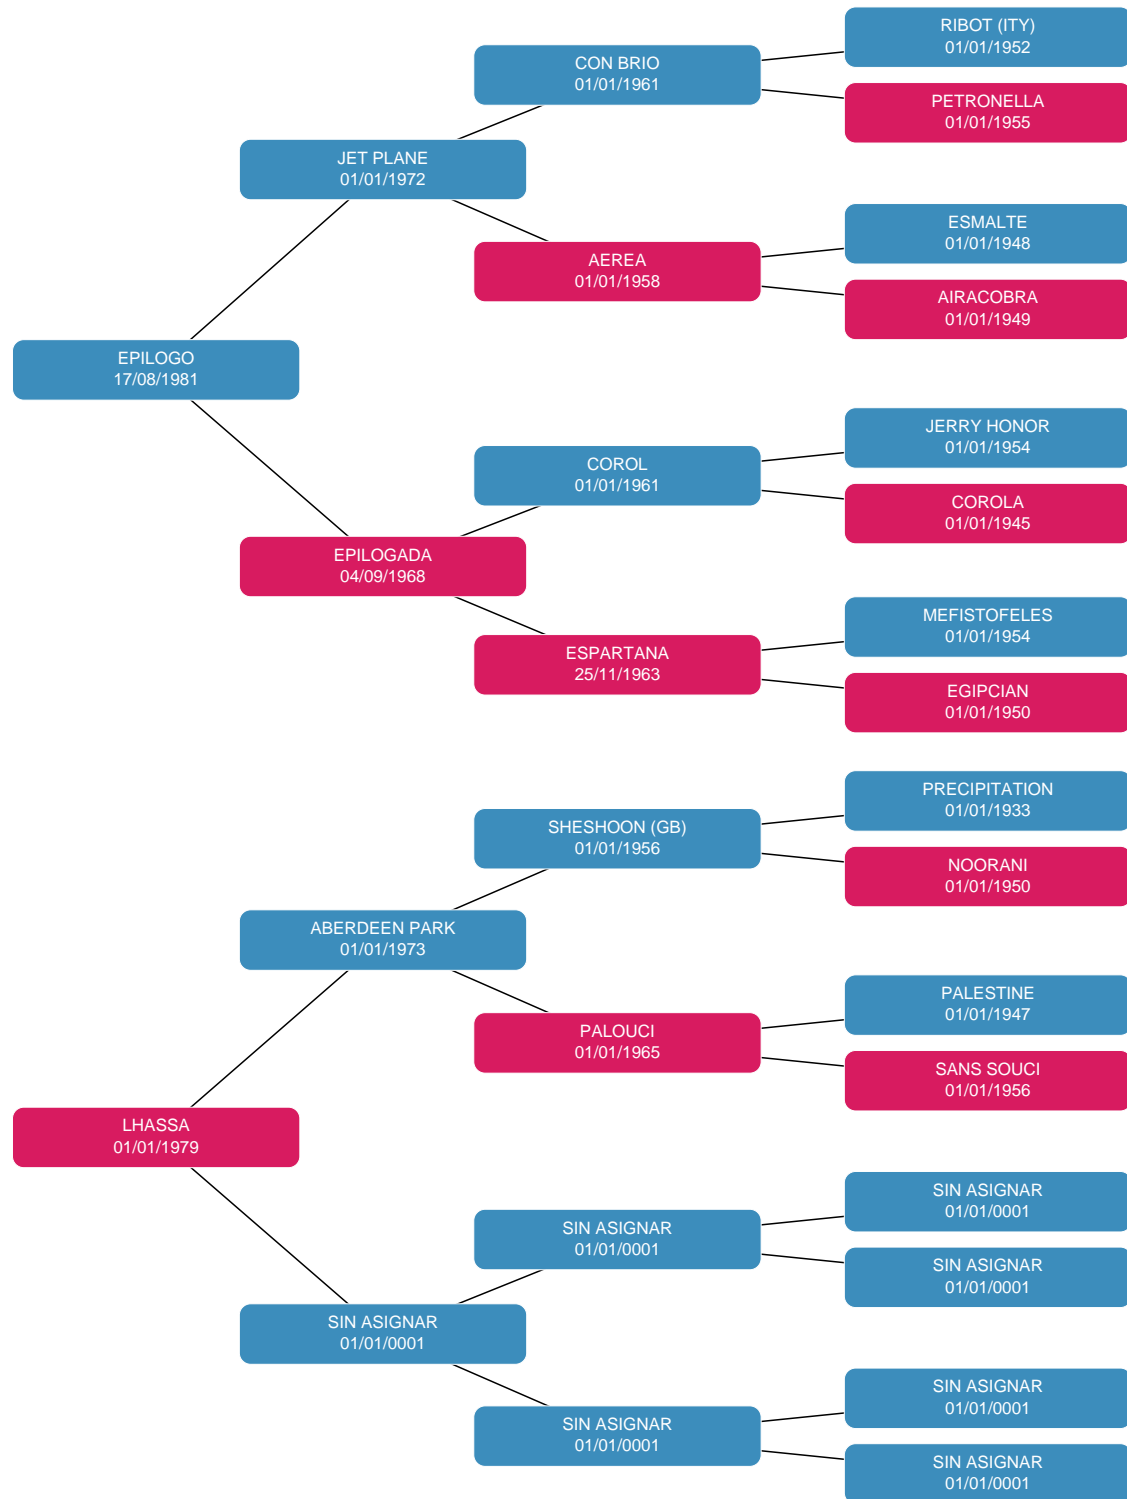 RIBOT (ITY)
01/01/1952
CON BRIO
01/01/1961
PETRONELLA
01/01/1955
JET PLANE
01/01/1972
ESMALTE
01/01/1948
AEREA
01/01/1958
AIRACOBRA
01/01/1949
EPILOGO
17/08/1981
JERRY HONOR
01/01/1954
COROL
01/01/1961
COROLA
01/01/1945
EPILOGADA
04/09/1968
MEFISTOFELES
01/01/1954
ESPARTANA
25/11/1963
EGIPCIAN
01/01/1950
PRECIPITATION
01/01/1933
SHESHOON (GB)
01/01/1956
NOORANI
01/01/1950
ABERDEEN PARK
01/01/1973
PALESTINE
01/01/1947
PALOUCI
01/01/1965
SANS SOUCI
01/01/1956
LHASSA
01/01/1979
SIN ASIGNAR
01/01/0001
SIN ASIGNAR
01/01/0001
SIN ASIGNAR
01/01/0001
SIN ASIGNAR
01/01/0001
SIN ASIGNAR
01/01/0001
SIN ASIGNAR
01/01/0001
SIN ASIGNAR
01/01/0001